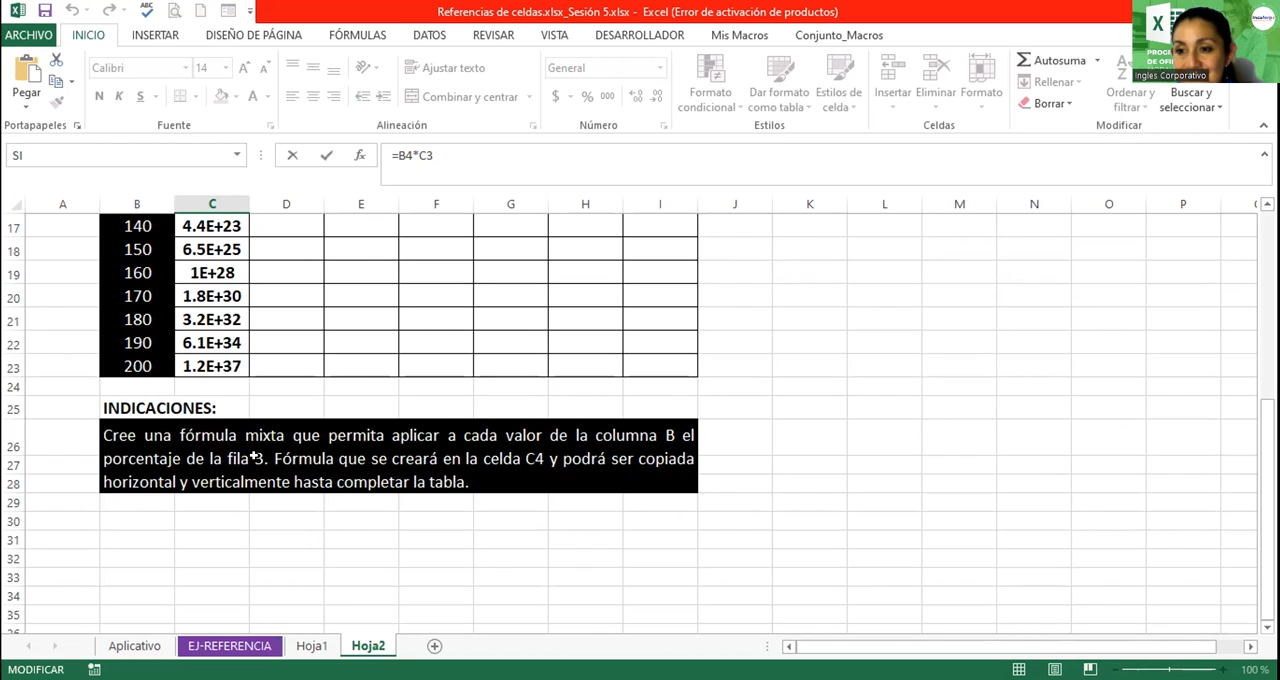 Referencias de celdas.xlsx_Sesión 5.xlsx - Excel (Error de activación de productos)
ARCHIVO INICIO INSERTAR DISEÑO DE PÁGINA FÓRMULAS DATOS REVISAR VISTA DESARROLLADOR Mis Macros Conjunto_Macros
Ingles Corporativo
Pegar
Calibri 14
N K S
Ajustar texto
Combinar y centrar
General
$ % 000
Formato condicional
Dar formato como tabla
Estilos de celda
Insertar Eliminar Formato
Autosuma
Rellenar
Borrar
Ordenar y filtrar
Buscar y seleccionar
Portapapeles Fuente Alineación Número Estilos Celdas Modificar
SI =B4*C3
A B C D E F G H I J K L M N O P
17 140 4.4E+23
18 150 6.5E+25
19 160 1E+28
20 170 1.8E+30
21 180 3.2E+32
22 190 6.1E+34
23 200 1.2E+37
24
25 INDICACIONES:
26 Cree una fórmula mixta que permita aplicar a cada valor de la columna B el
27 porcentaje de la fila 3. Fórmula que se creará en la celda C4 y podrá ser copiada
28 horizontal y verticalmente hasta completar la tabla.
29
30
31
32
33
34
35
Aplicativo EJ-REFERENCIA Hoja1 Hoja2
MODIFICAR 100 %